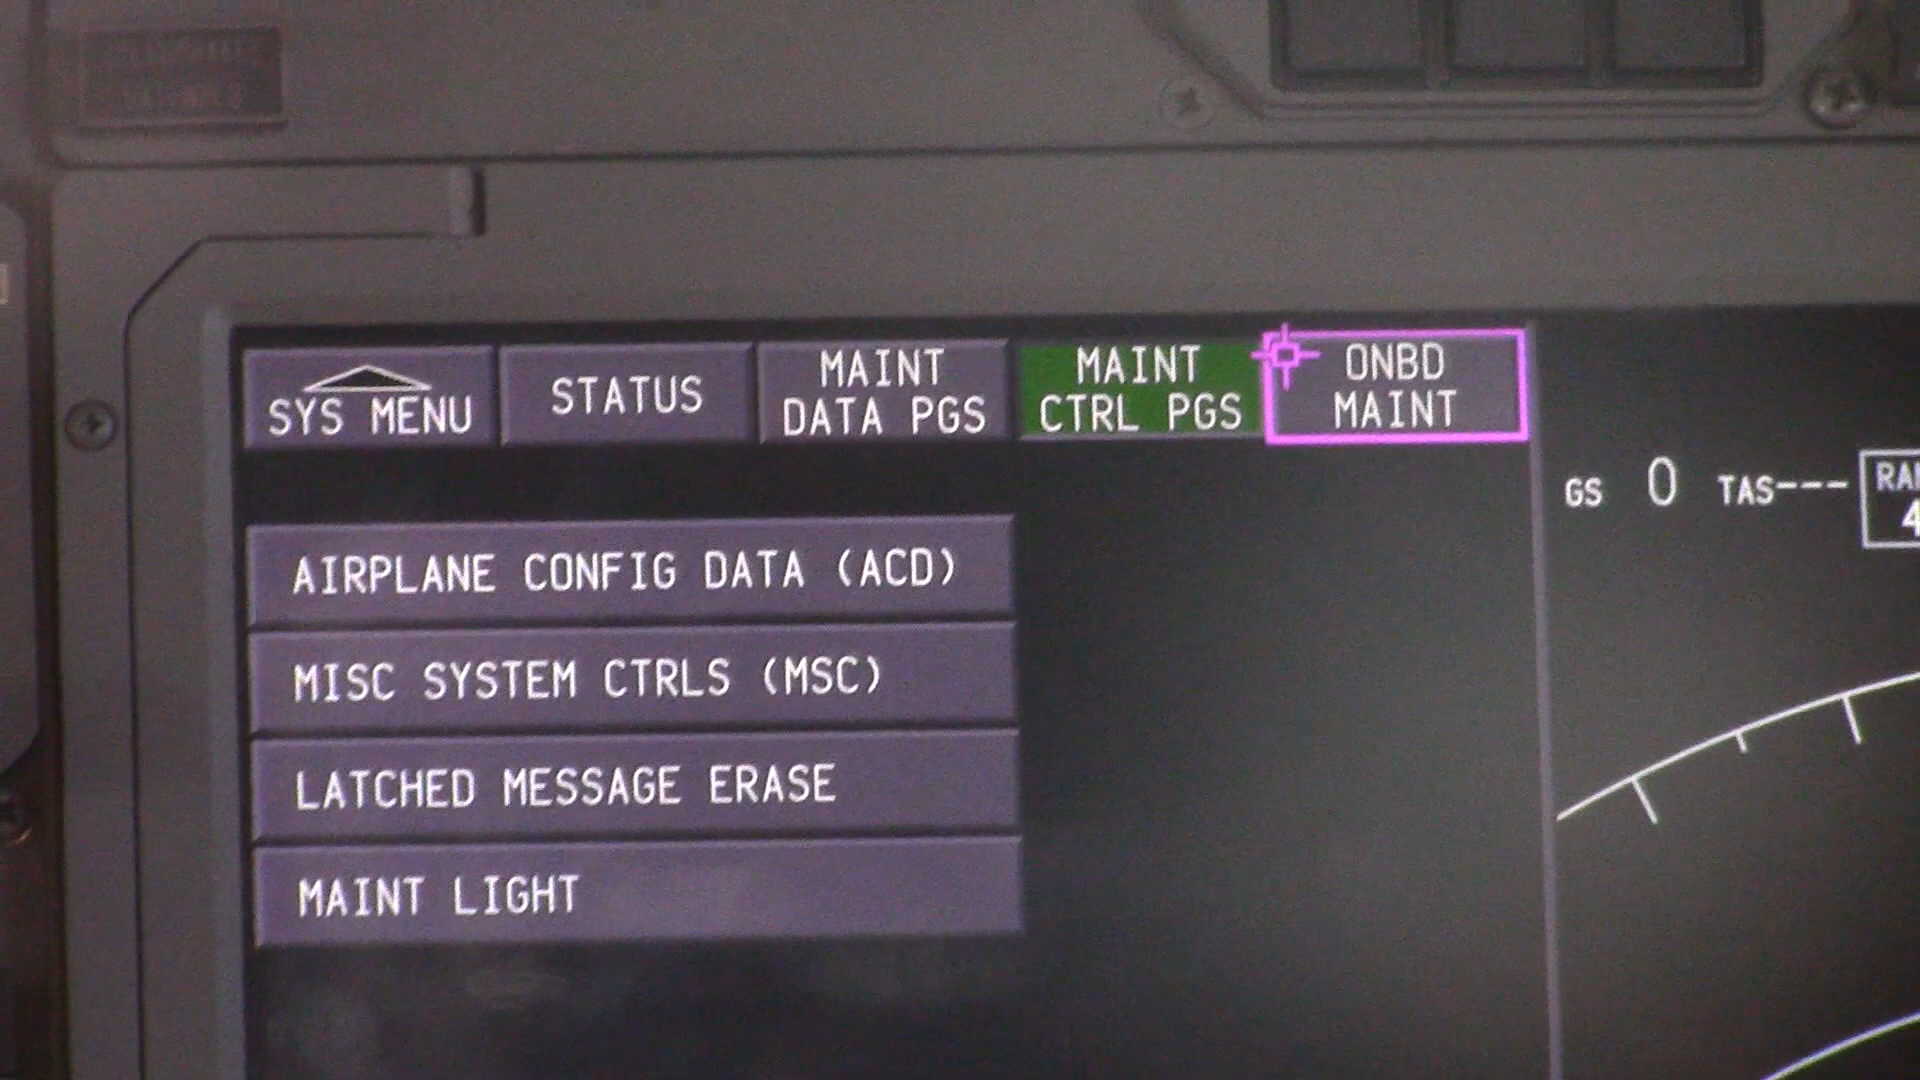 SYS MENU
STATUS
MAINT
DATA PGS
MAINT
CTRL PGS
ONBD
MAINT
GS 0 TAS---
AIRPLANE CONFIG DATA (ACD)
MISC SYSTEM CTRLS (MSC)
LATCHED MESSAGE ERASE
MAINT LIGHT